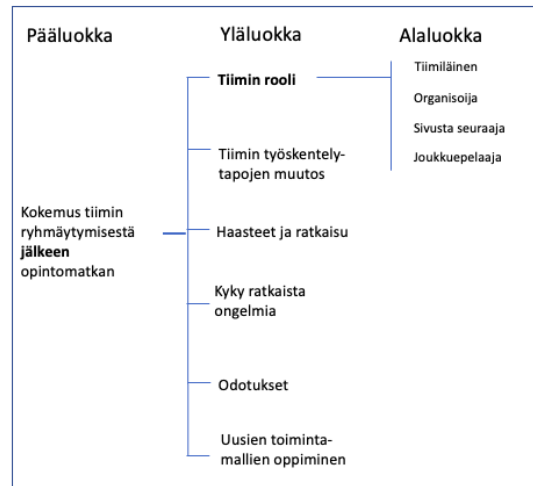 Pääluokka
Yläluokka
Alaluokka
Kokemus tiimin
ryhmäytymisestä
jälkeen
opintomatkan
Tiimin rooli
Tiimin työskentely-
tapojen muutos
Haasteet ja ratkaisu
Kyky ratkaista
ongelmia
Odotukset
Uusien toiminta-
mallien oppiminen
Tiimiläinen
Organisoija
Sivusta seuraaja
Joukkuepelaaja